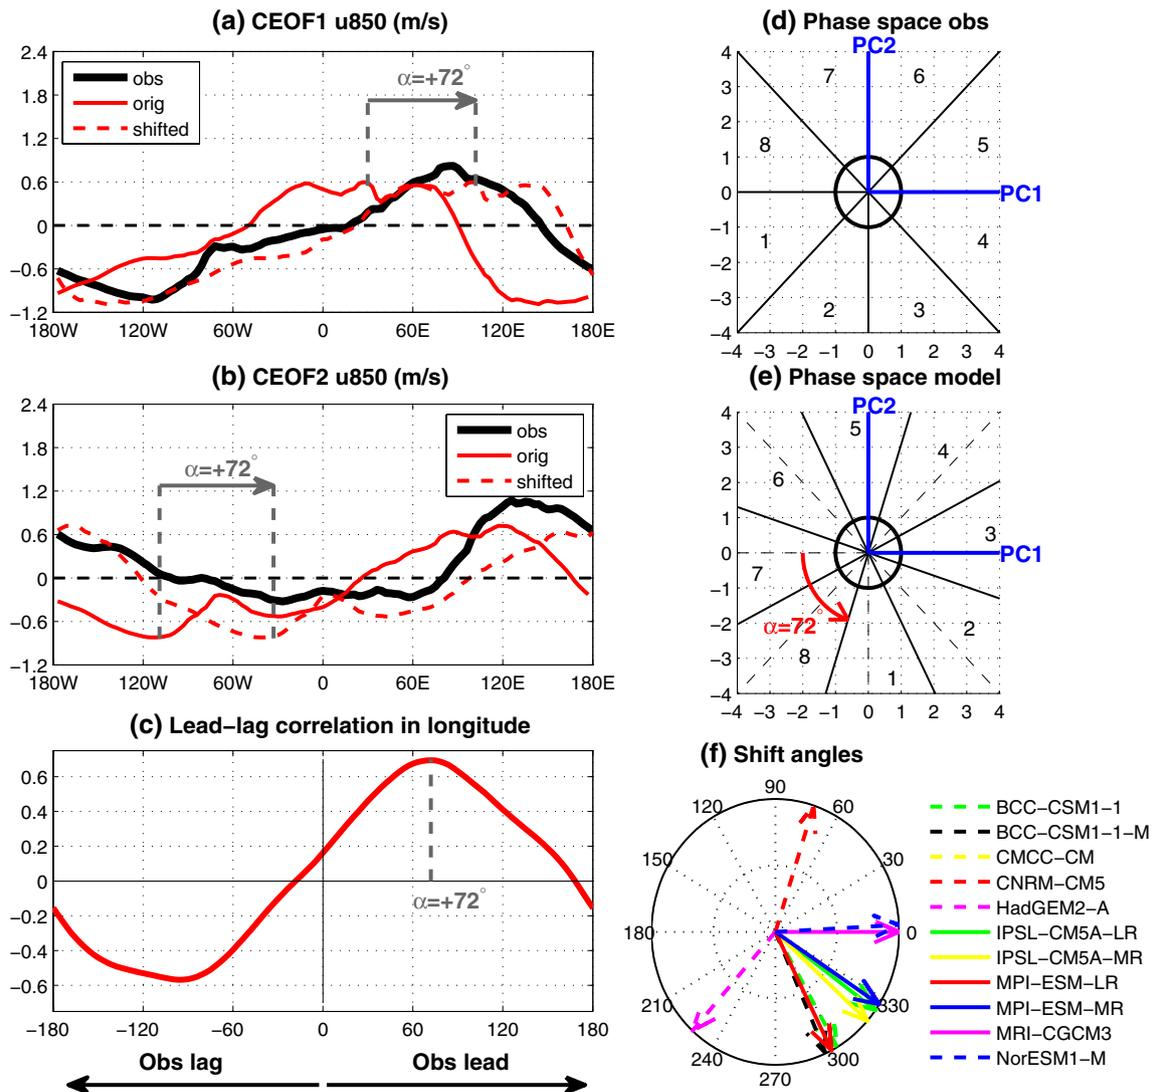 (a) CEOF1 u850 (m/s)
2.4
1.8
1.2
0.6
0
−0.6
−1.2
obs
orig
shifted
α=+72°
180W 120W 60W 0 60E 120E 180E
(b) CEOF2 u850 (m/s)
2.4
1.8
1.2
0.6
0
−0.6
−1.2
obs
orig
shifted
α=+72°
180W 120W 60W 0 60E 120E 180E
(c) Lead−lag correlation in longitude
0.6
0.4
0.2
0
−0.2
−0.4
−0.6
α=+72°
−180 −120 −60 0 60 120 180
Obs lag Obs lead
(d) Phase space obs
PC2
4
3
2
1
0
−1
−2
−3
−4
7 6
8 5
PC1
1 4
2 3
−4 −3 −2 −1 0 1 2 3 4
(e) Phase space model
PC2
4
3
2
1
0
−1
−2
−3
−4
5
4
6
3
PC1
7
α=72°
2
8
1
−4 −3 −2 −1 0 1 2 3 4
(f) Shift angles
90
120 60
150 30
180 0
210 330
240 300
270
BCC−CSM1−1
BCC−CSM1−1−M
CMCC−CM
CNRM−CM5
HadGEM2−A
IPSL−CM5A−LR
IPSL−CM5A−MR
MPI−ESM−LR
MPI−ESM−MR
MRI−CGCM3
NorESM1−M